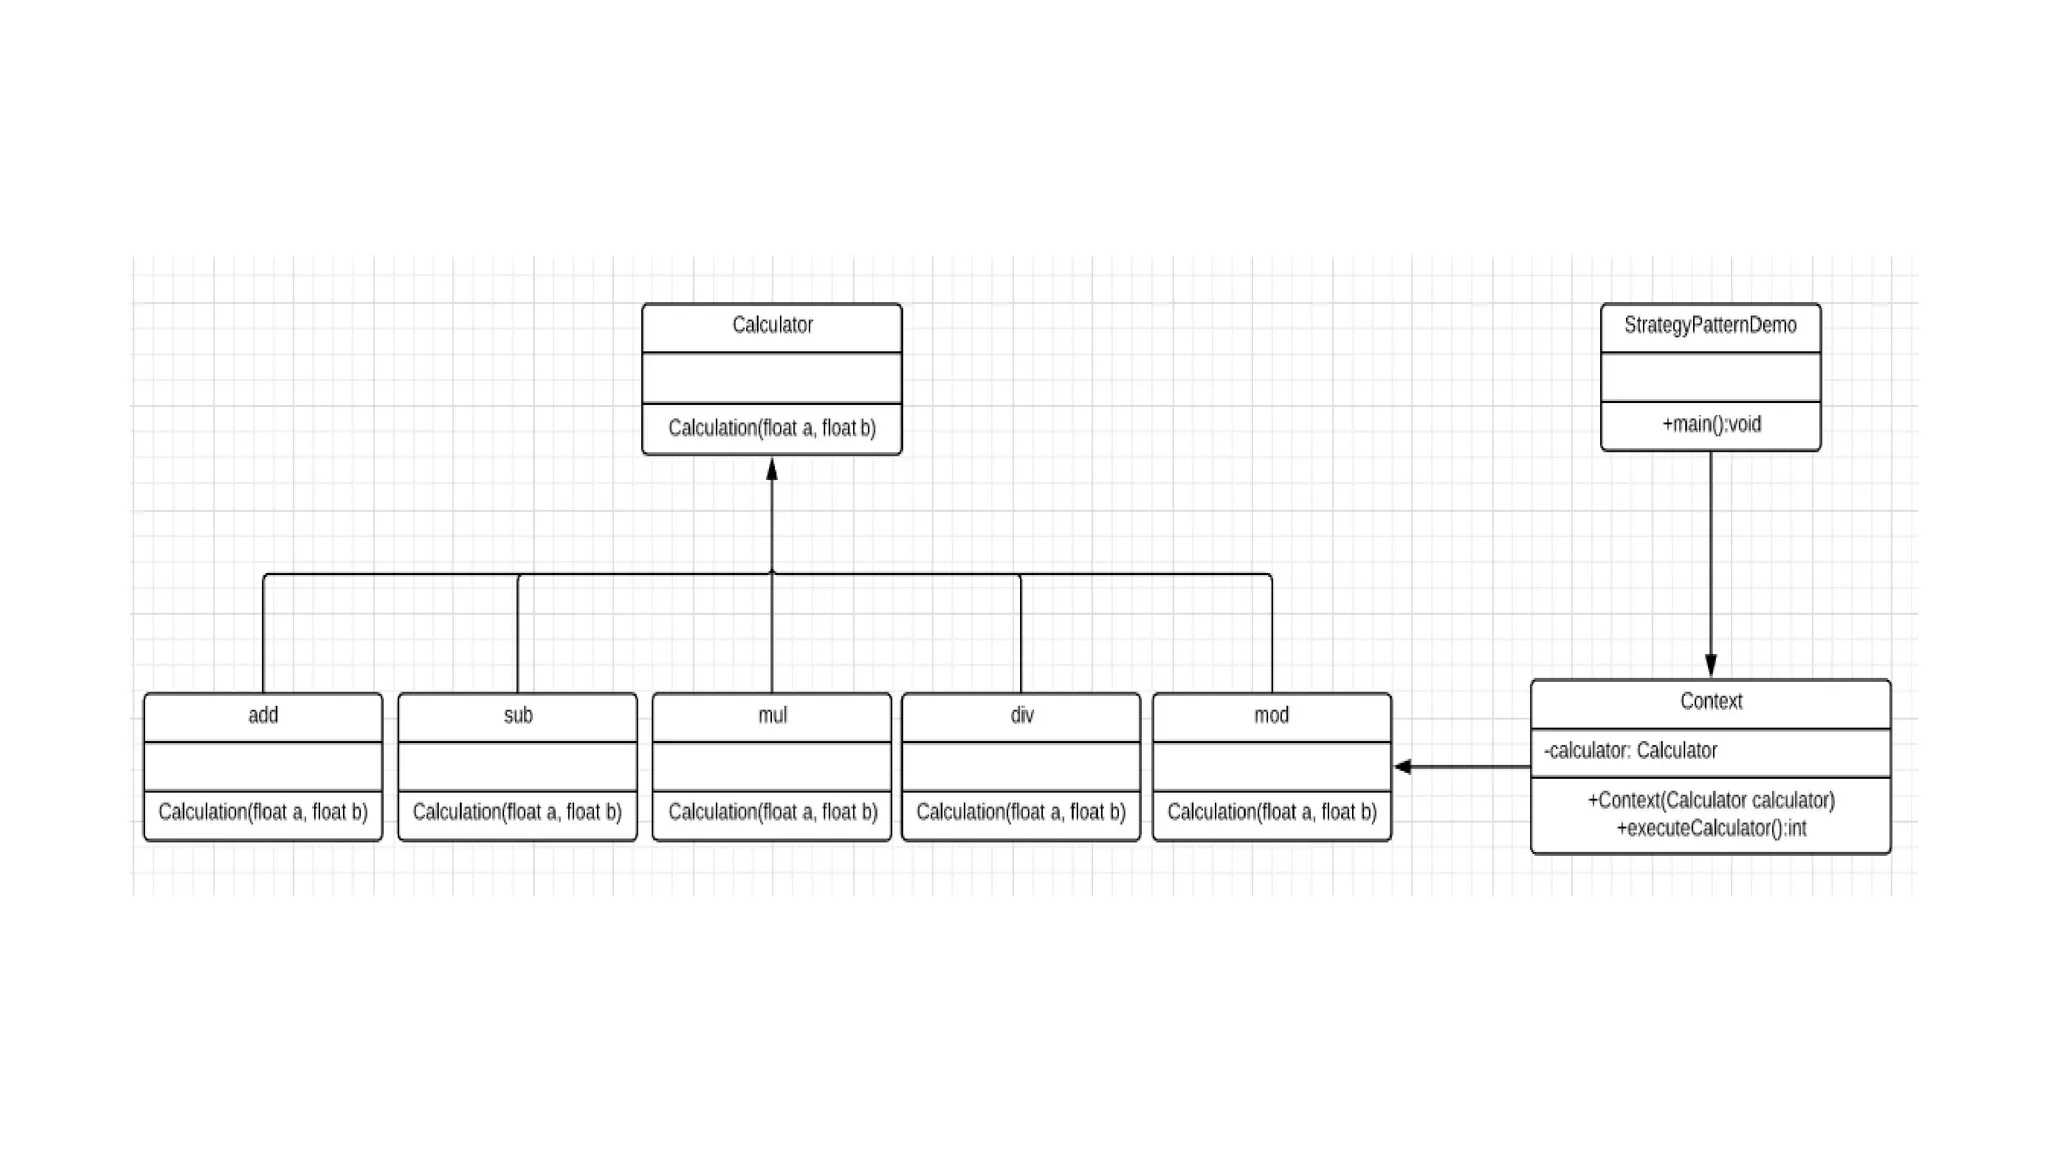 Calculator
Calculation(float a, float b)
StrategyPatternDemo
+main():void
add
Calculation(float a, float b)
sub
Calculation(float a, float b)
mul
Calculation(float a, float b)
div
Calculation(float a, float b)
mod
Calculation(float a, float b)
Context
-calculator: Calculator
+Context(Calculator calculator)
+executeCalculator():int